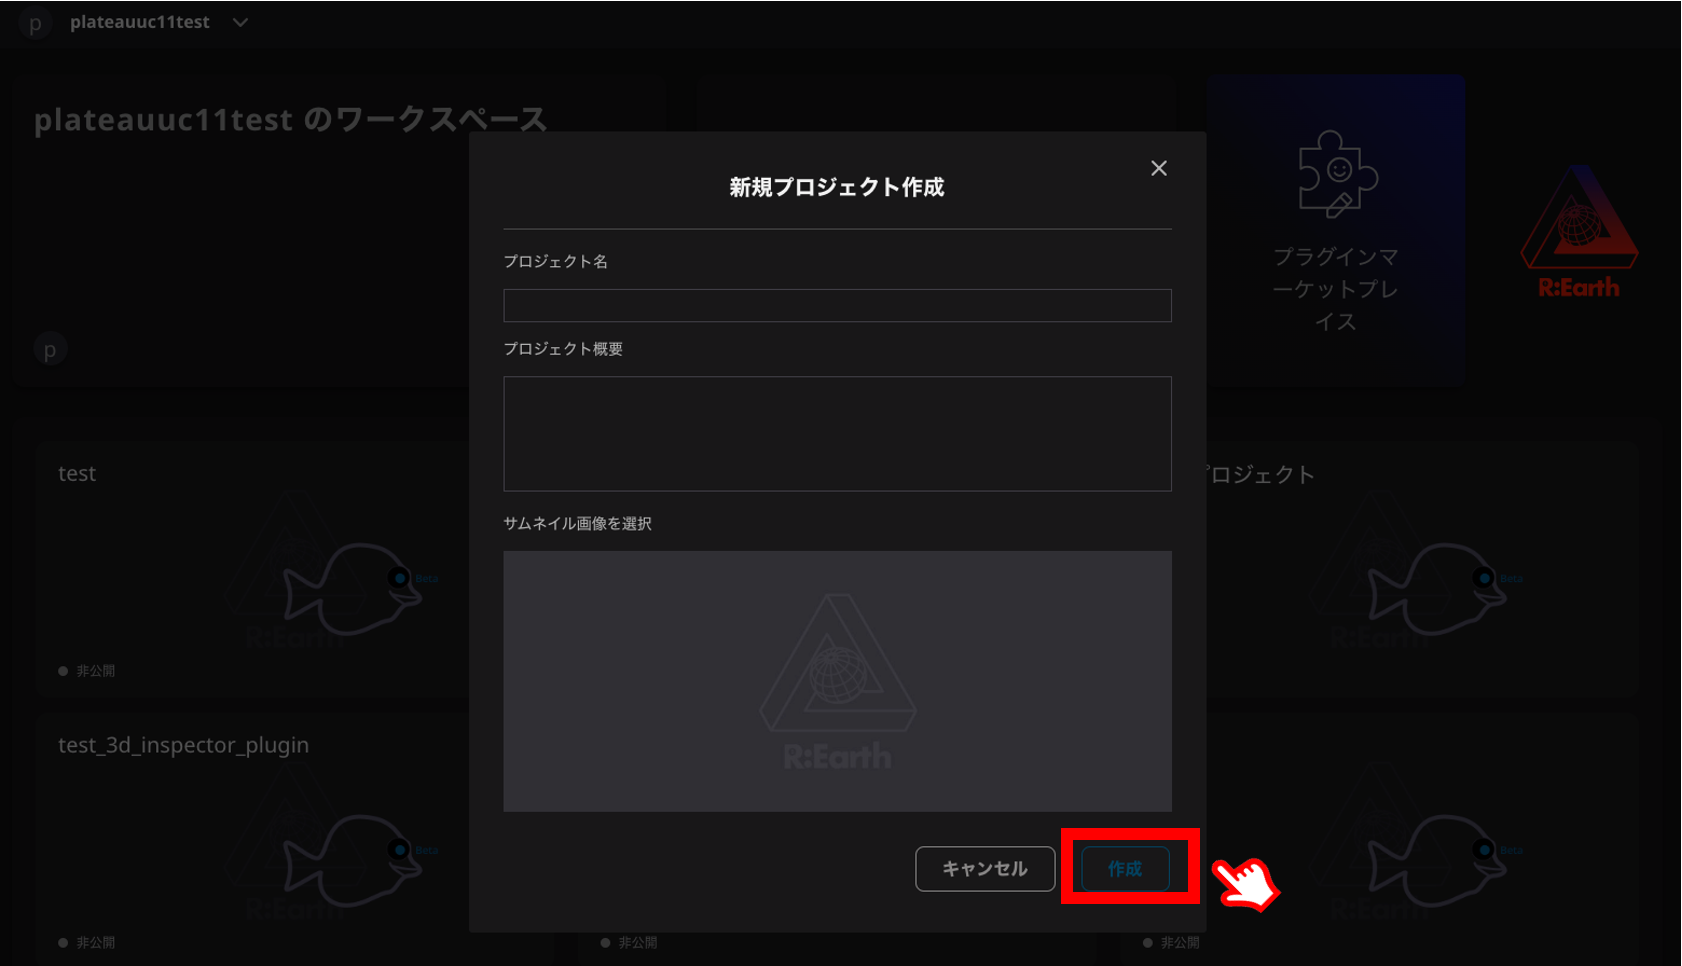 p plateauuc11test
plateauuc11test のワークスペース
p
新規プロジェクト作成
プロジェクト名
プロジェクト概要
サムネイル画像を選択
R:Earth
キャンセル
作成
プラグインマ
ーケットプレ
イス
R:Earth
test
Beta
R:Earth
非公開
プロジェクト
Beta
R:Earth
test_3d_inspector_plugin
Beta
R:Earth
非公開
非公開
Beta
R:Earth
非公開